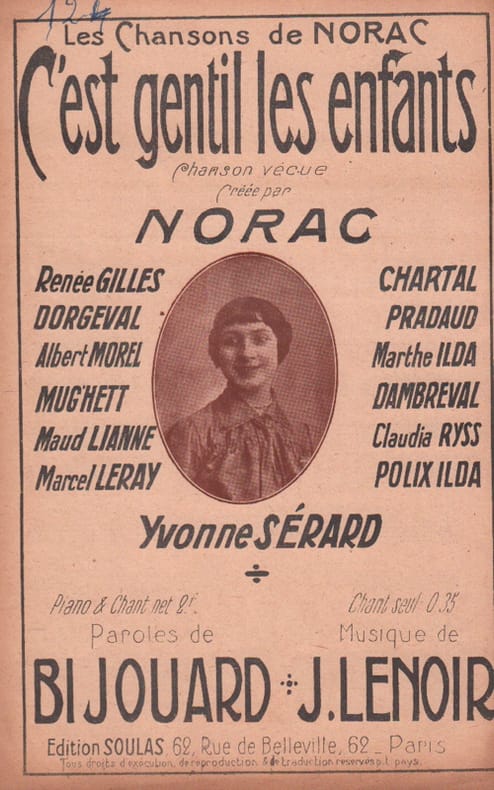 12
Les Chansons de NORAC
C'est gentil les enfants
Chanson vécue
Créée par
NORAC
Renée GILLES
DORGEVAL
Albert MOREL
MUG'HETT
Maud LIANNE
Marcel LERAY
CHARTAL
PRADAUD
Marthe ILDA
DAMBREVAL
Claudia RYSS
POLIX ILDA
Yvonne SÉRARD
Piano & Chant net 2f.
Chant seul 0.35
Paroles de
Musique de
BIJOUARD
J. LENOIR
Edition SOULAS 62, Rue de Belleville, 62 _ Paris
Tous droits d'exécution, de reproduction & de traduction reservés p.t. pays.